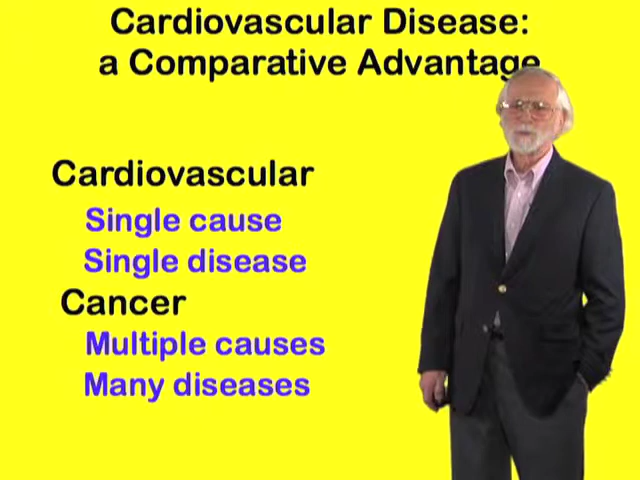 Cardiovascular Disease:
a Comparative Advantage
Cardiovascular
Single cause
Single disease
Cancer
Multiple causes
Many diseases